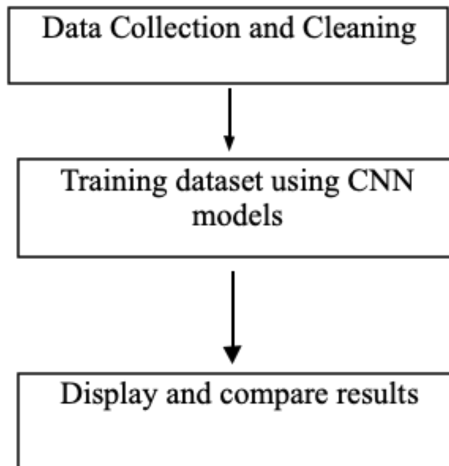 Data Collection and Cleaning
Training dataset using CNN
models
Display and compare results